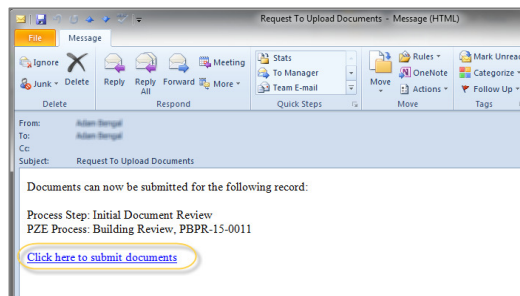 Request To Upload Documents - Message (HTML)
File Message
Ignore
Junk Delete
Reply Reply All Forward
Meeting
More
Stats
To Manager
Team E-mail
Move
Rules
OneNote
Actions
Mark Unread
Categorize
Follow Up
Delete Respond Quick Steps Move Tags
From:
To:
Cc:
Subject: Request To Upload Documents
Documents can now be submitted for the following record:
Process Step: Initial Document Review
PZE Process: Building Review, PBPR-15-0011
Click here to submit documents